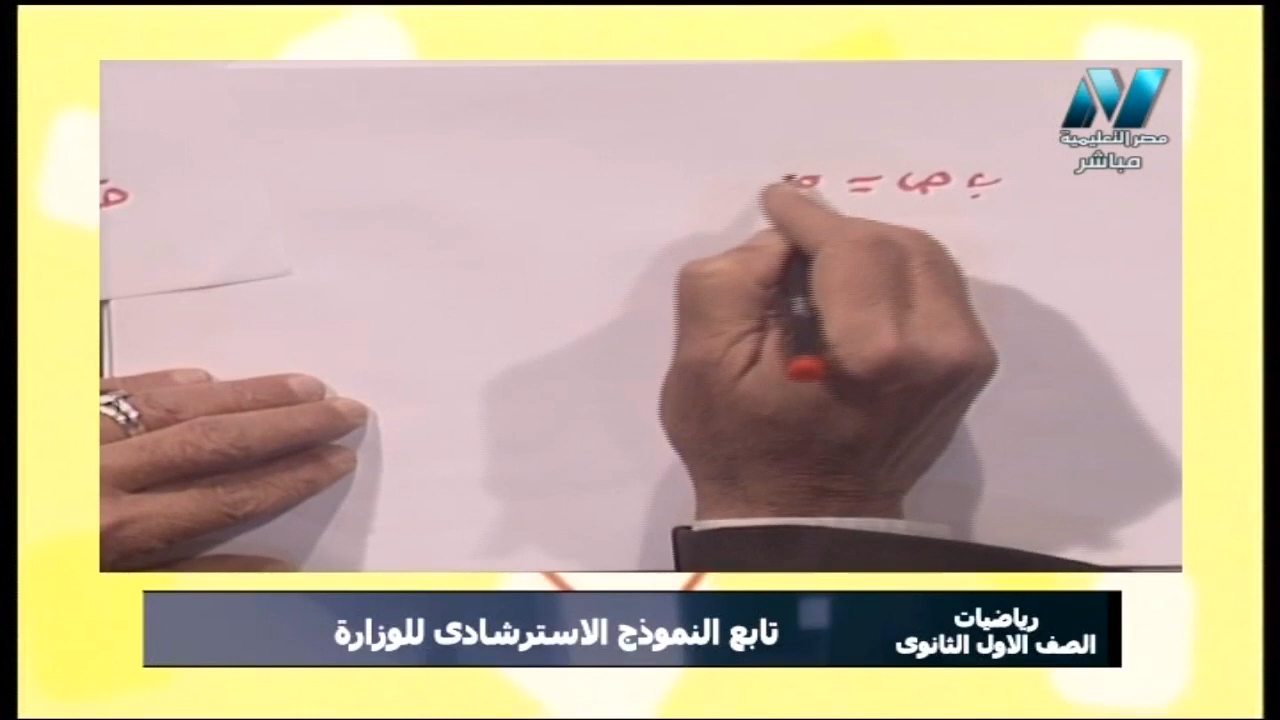 مصر التعليمية
مباشر
ب ص =
رياضيات
الصف الاول الثانوى
تابع النموذج الاسترشادى للوزارة